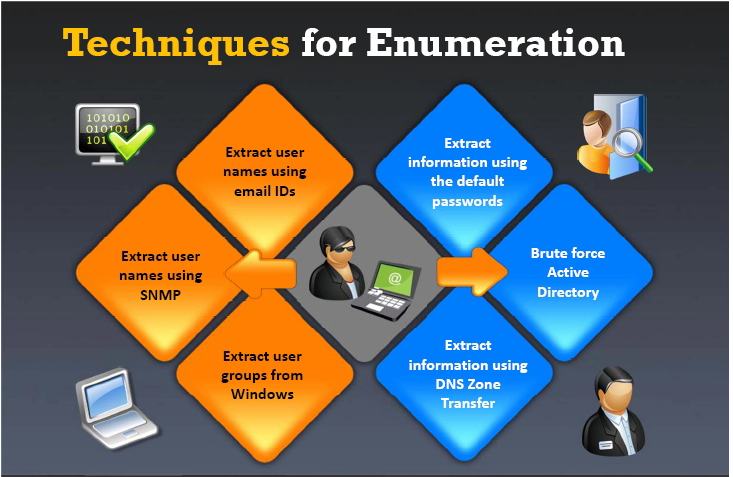 Techniques for Enumeration
101010
010101
101
Extract user
names using
email IDs
Extract
information using
the default
passwords
Extract user
names using
SNMP
@
Brute force
Active
Directory
Extract user
groups from
Windows
Extract
information using
DNS Zone
Transfer